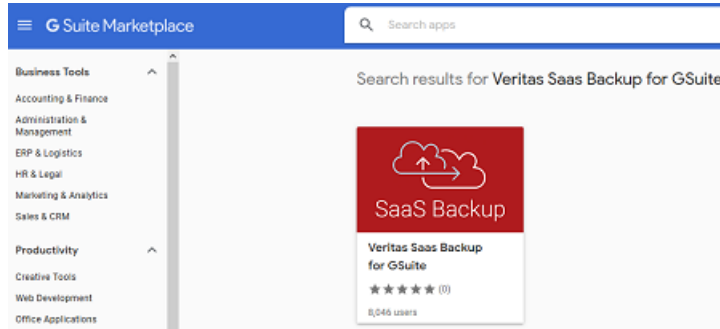 G Suite Marketplace
Search apps
Business Tools
Accounting & Finance
Administration &
Management
ERP & Logistics
HR & Legal
Marketing & Analytics
Sales & CRM
Productivity
Creative Tools
Web Development
Office Applications
Search results for Veritas Saas Backup for GSuite
SaaS Backup
Veritas Saas Backup
for GSuite
(0)
8,046 users